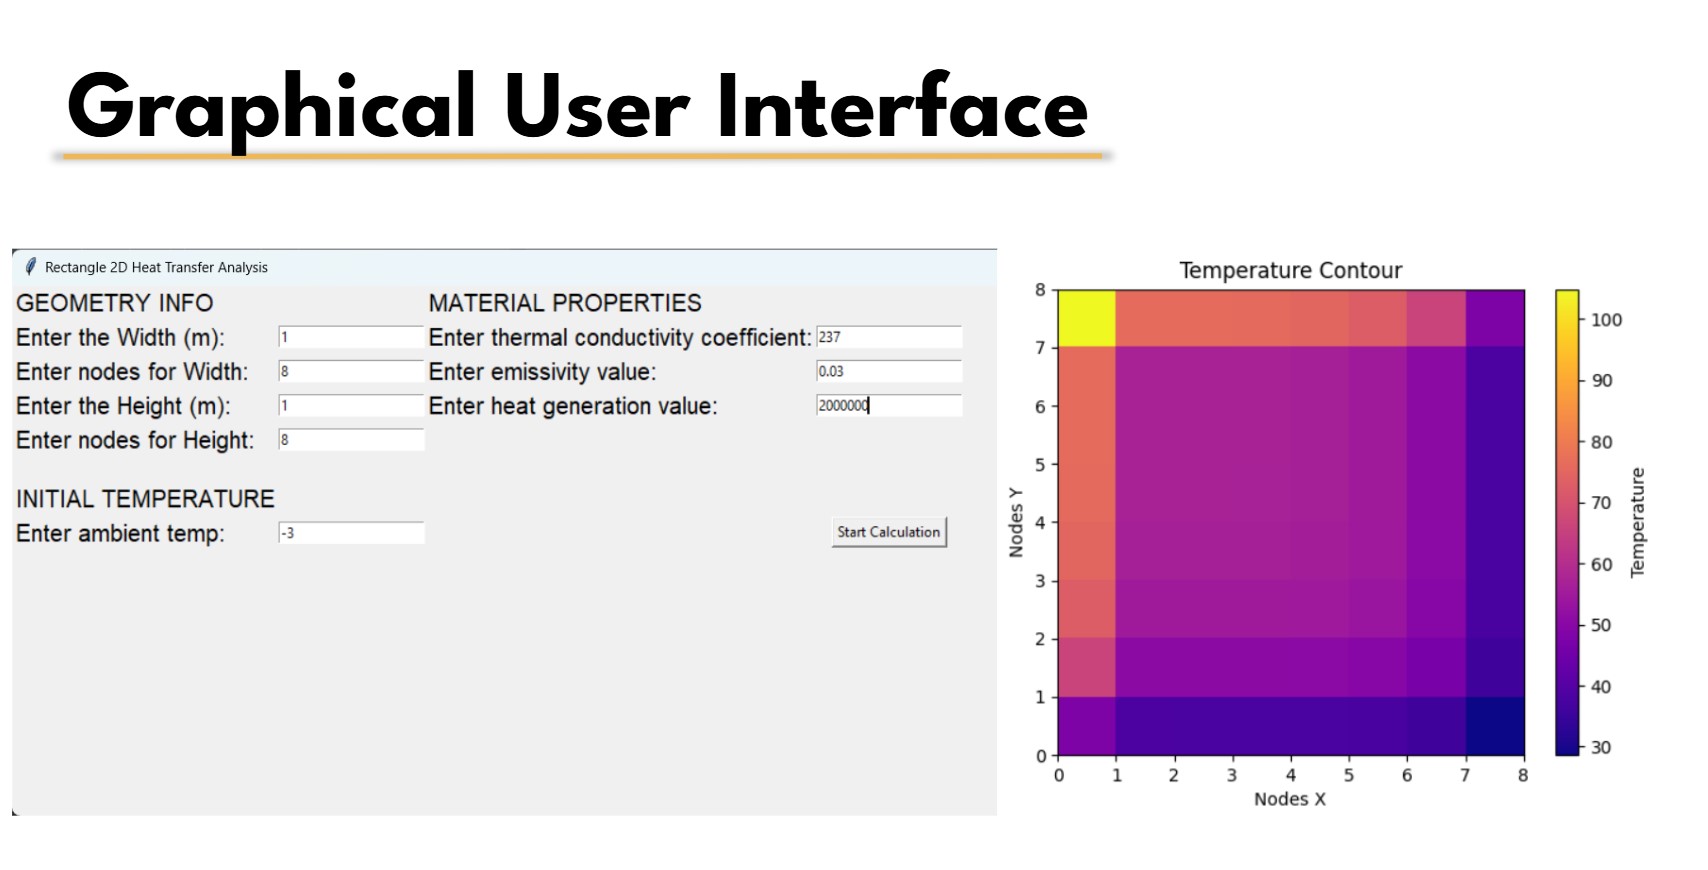 Graphical User Interface
Rectangle 2D Heat Transfer Analysis
GEOMETRY INFO
Enter the Width (m): 1
Enter nodes for Width: 8
Enter the Height (m): 1
Enter nodes for Height: 8
INITIAL TEMPERATURE
Enter ambient temp: -3
MATERIAL PROPERTIES
Enter thermal conductivity coefficient: 237
Enter emissivity value: 0.03
Enter heat generation value: 2000000
Start Calculation
Temperature Contour
8
7
6
5
4
3
2
1
0
Nodes Y
0 1 2 3 4 5 6 7 8
Nodes X
100
90
80
70
60
50
40
30
Temperature